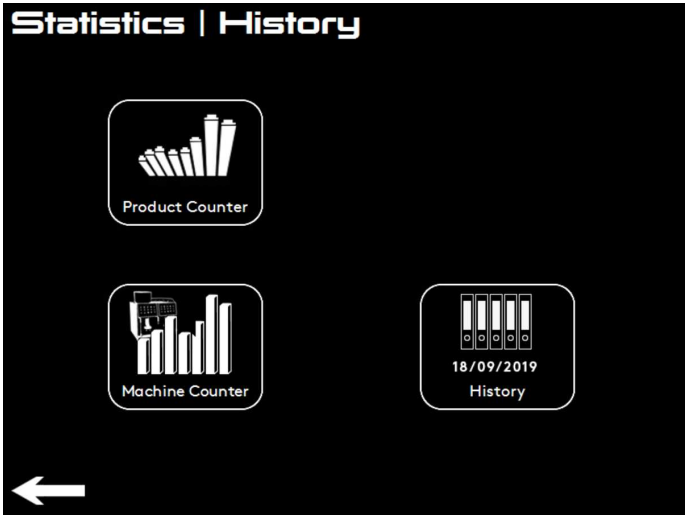 Statistics | History
Product Counter
Machine Counter
18/09/2019
History